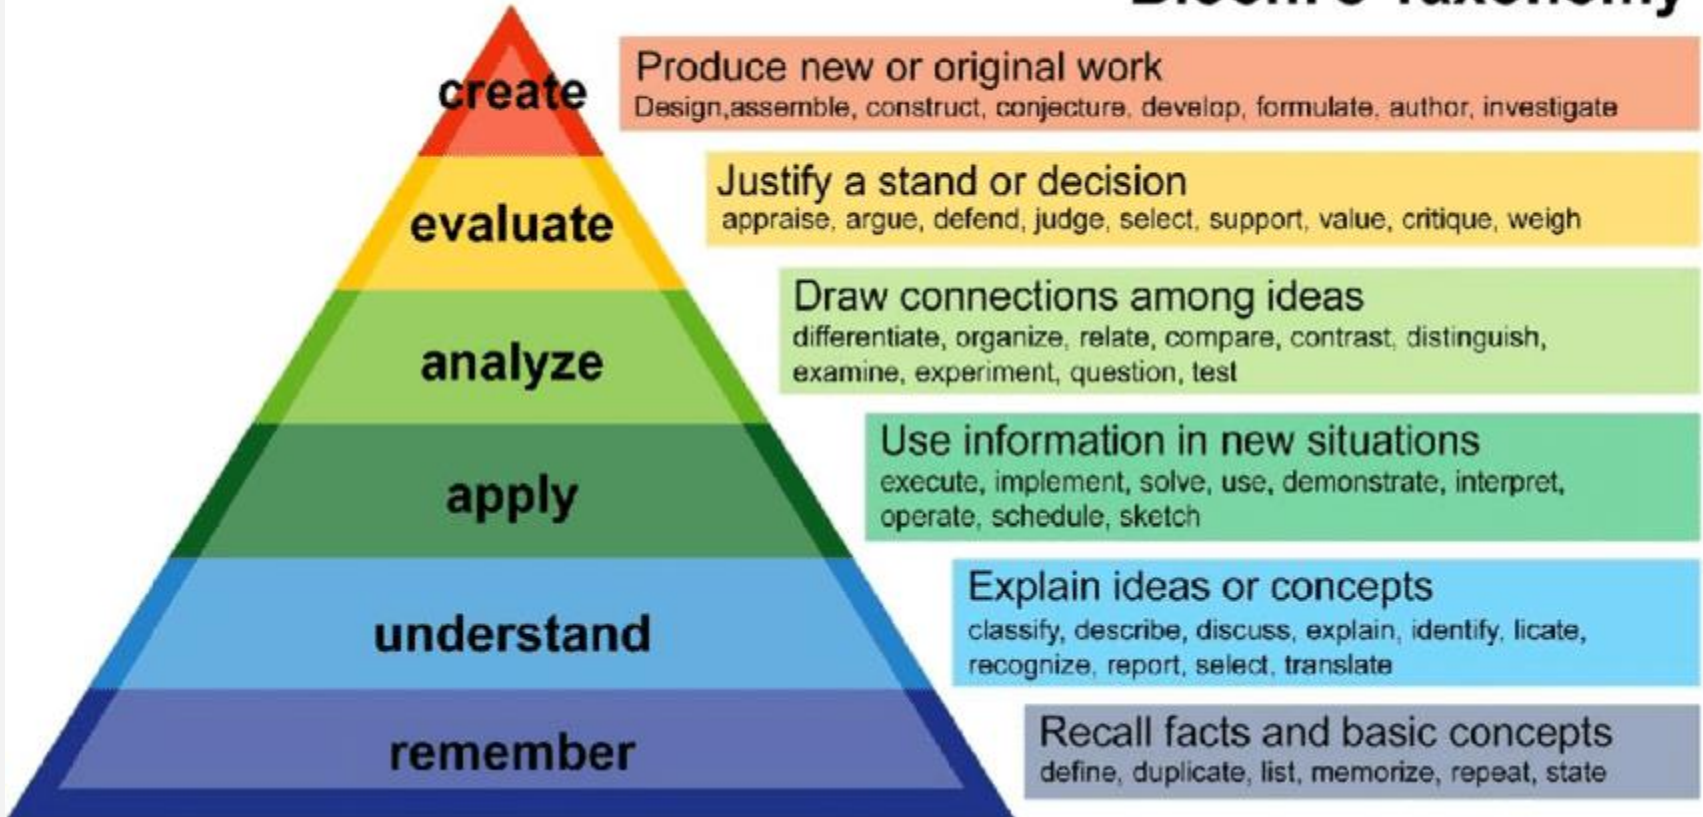 Bloom's Taxonomy
create
Produce new or original work
Design,assemble, construct, conjecture, develop, formulate, author, investigate
evaluate
Justify a stand or decision
appraise, argue, defend, judge, select, support, value, critique, weigh
analyze
Draw connections among ideas
differentiate, organize, relate, compare, contrast, distinguish,
examine, experiment, question, test
apply
Use information in new situations
execute, implement, solve, use, demonstrate, interpret,
operate, schedule, sketch
understand
Explain ideas or concepts
classify, describe, discuss, explain, identify, licate,
recognize, report, select, translate
remember
Recall facts and basic concepts
define, duplicate, list, memorize, repeat, state